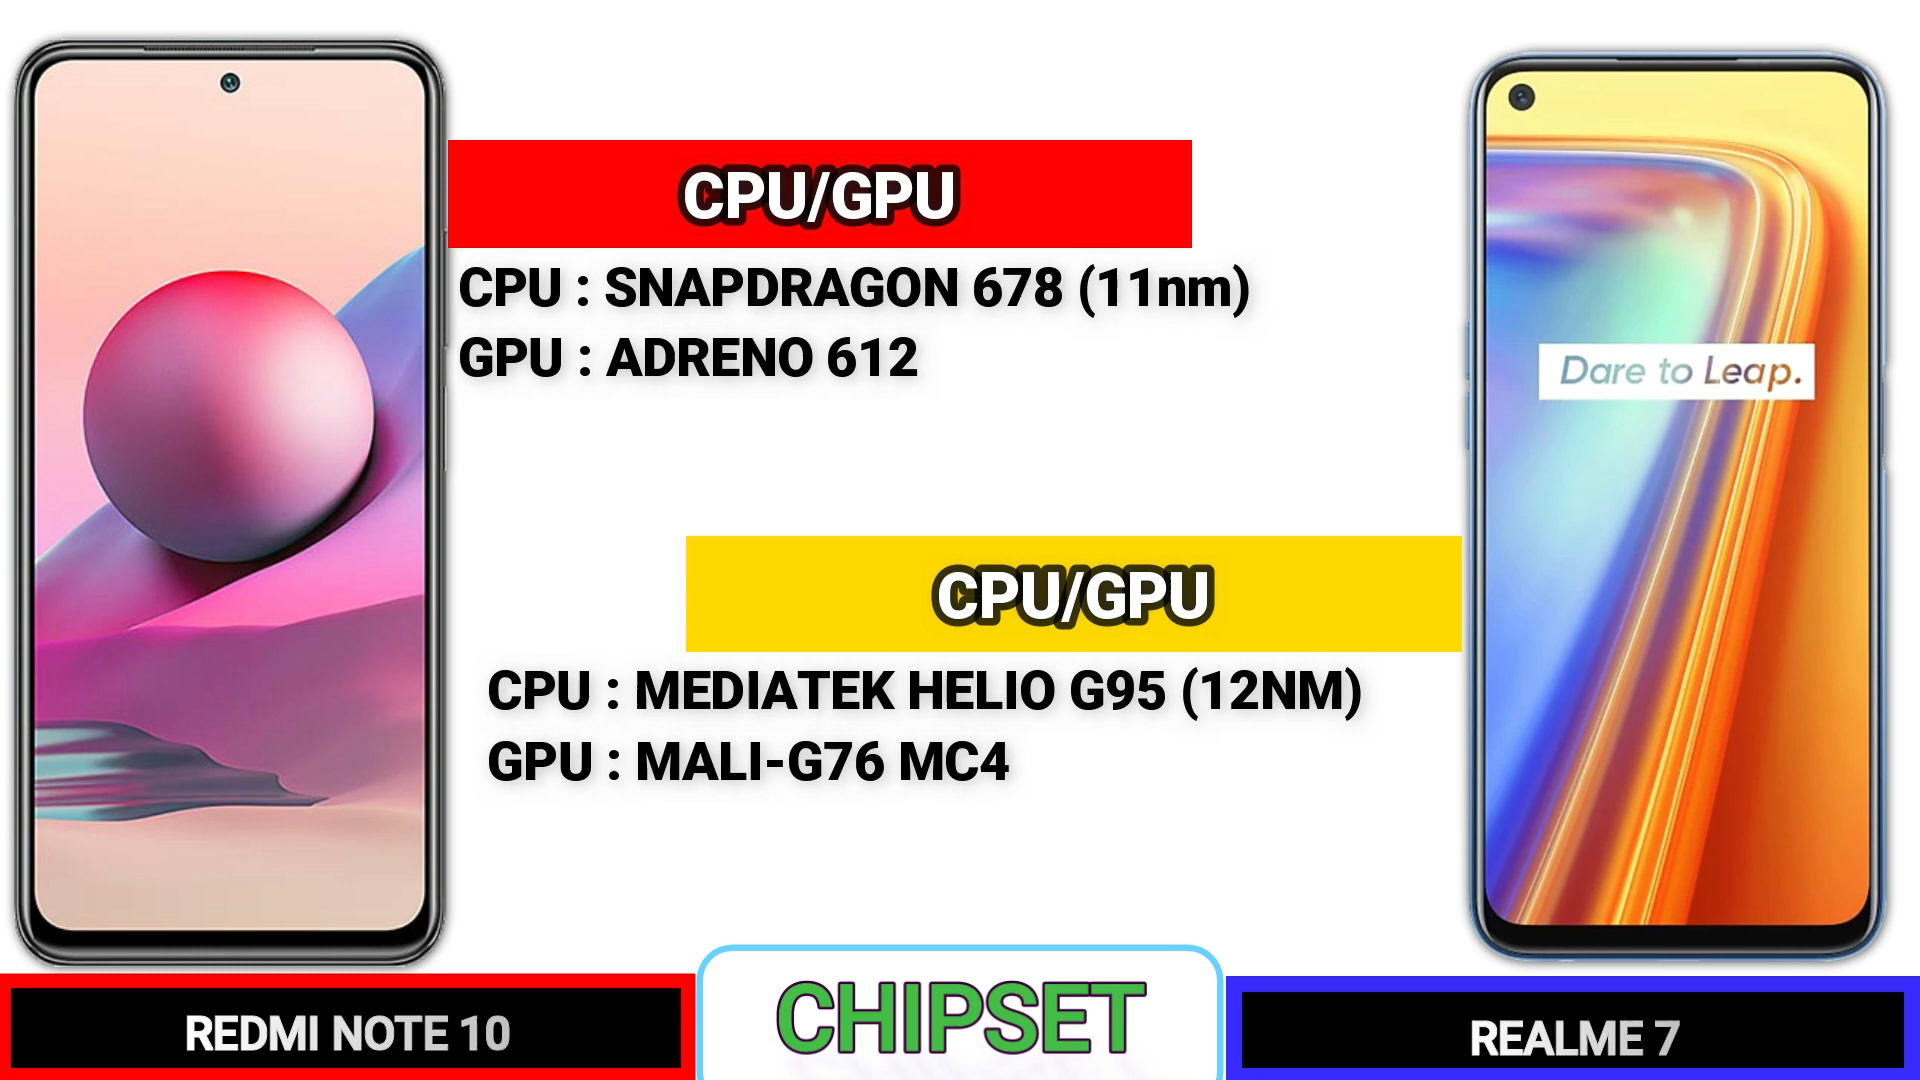 CPU/GPU
CPU : SNAPDRAGON 678 (11nm)
GPU : ADRENO 612
Dare to Leap.
CPU/GPU
CPU : MEDIATEK HELIO G95 (12NM)
GPU : MALI-G76 MC4
REDMI NOTE 10
CHIPSET
REALME 7